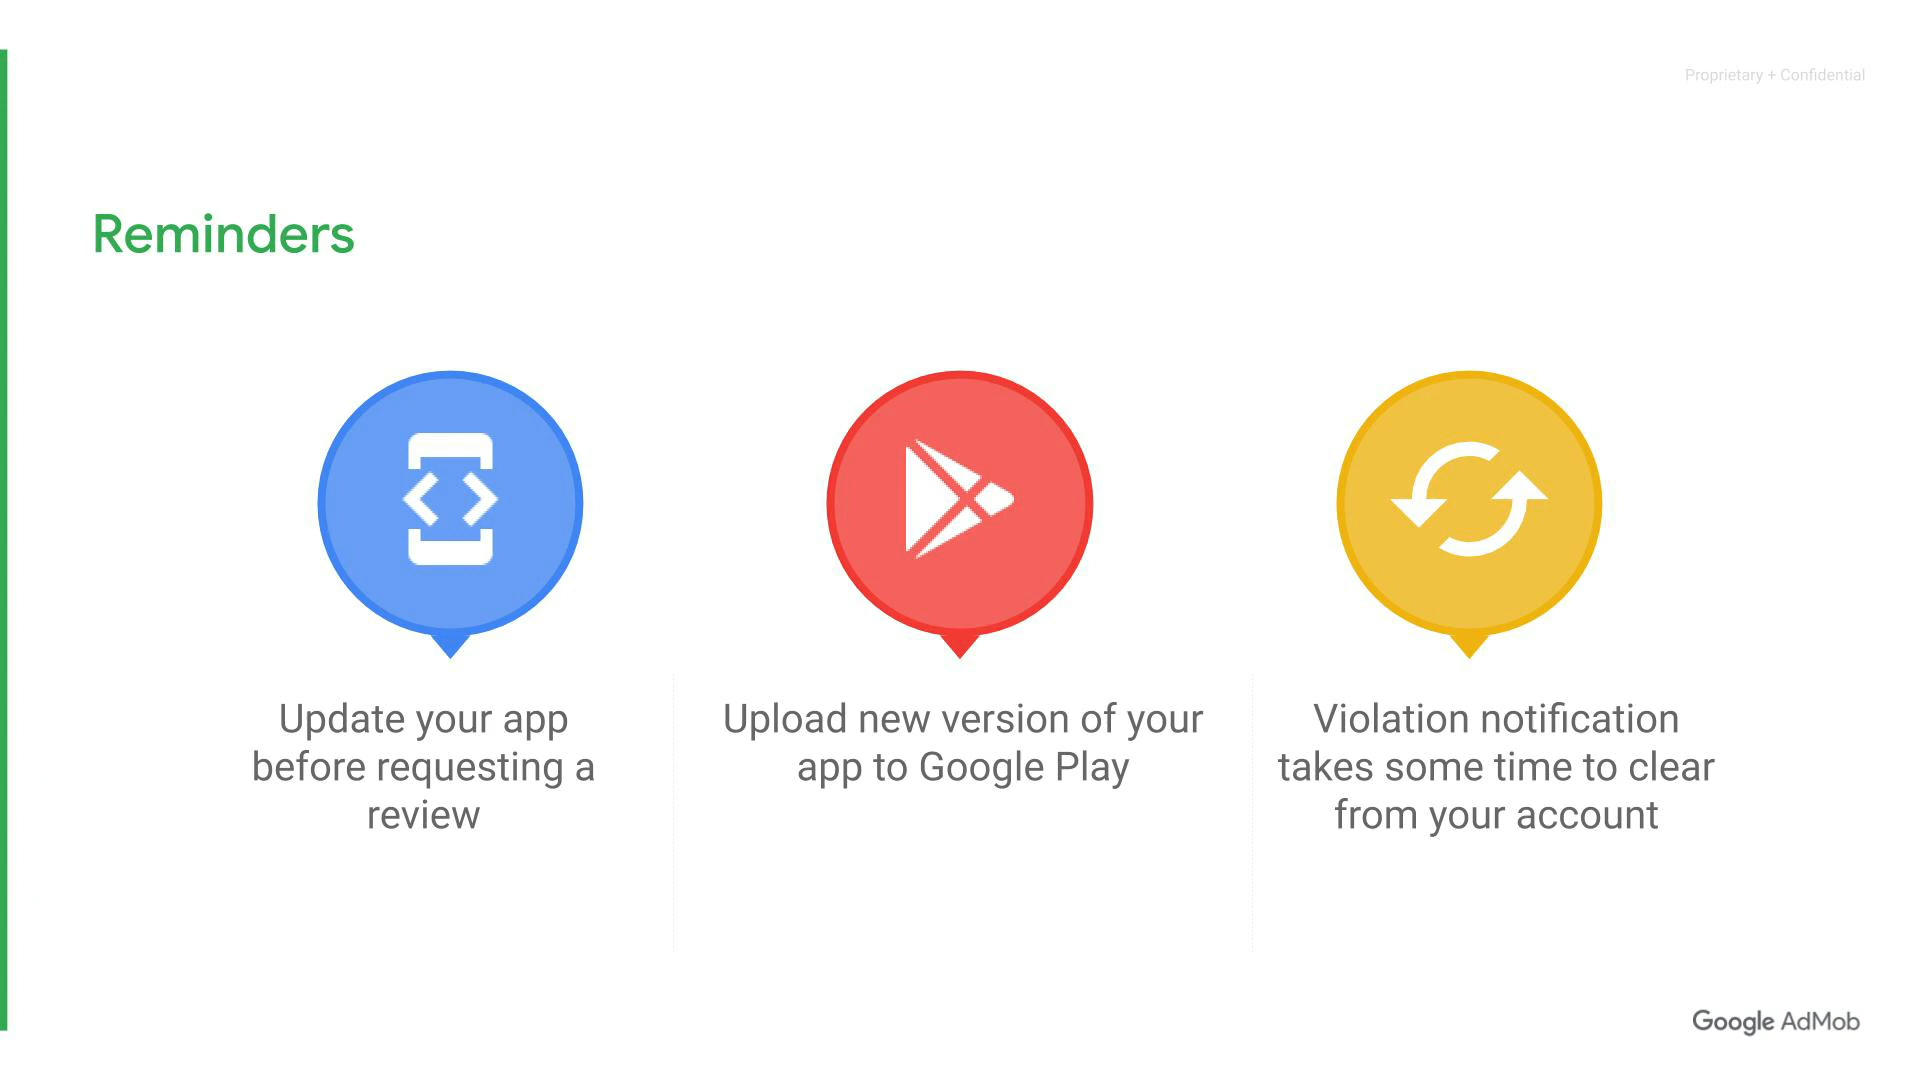 Proprietary + Confidential
Reminders
Update your app
before requesting a
review
Upload new version of your
app to Google Play
Violation notification
takes some time to clear
from your account
Google AdMob